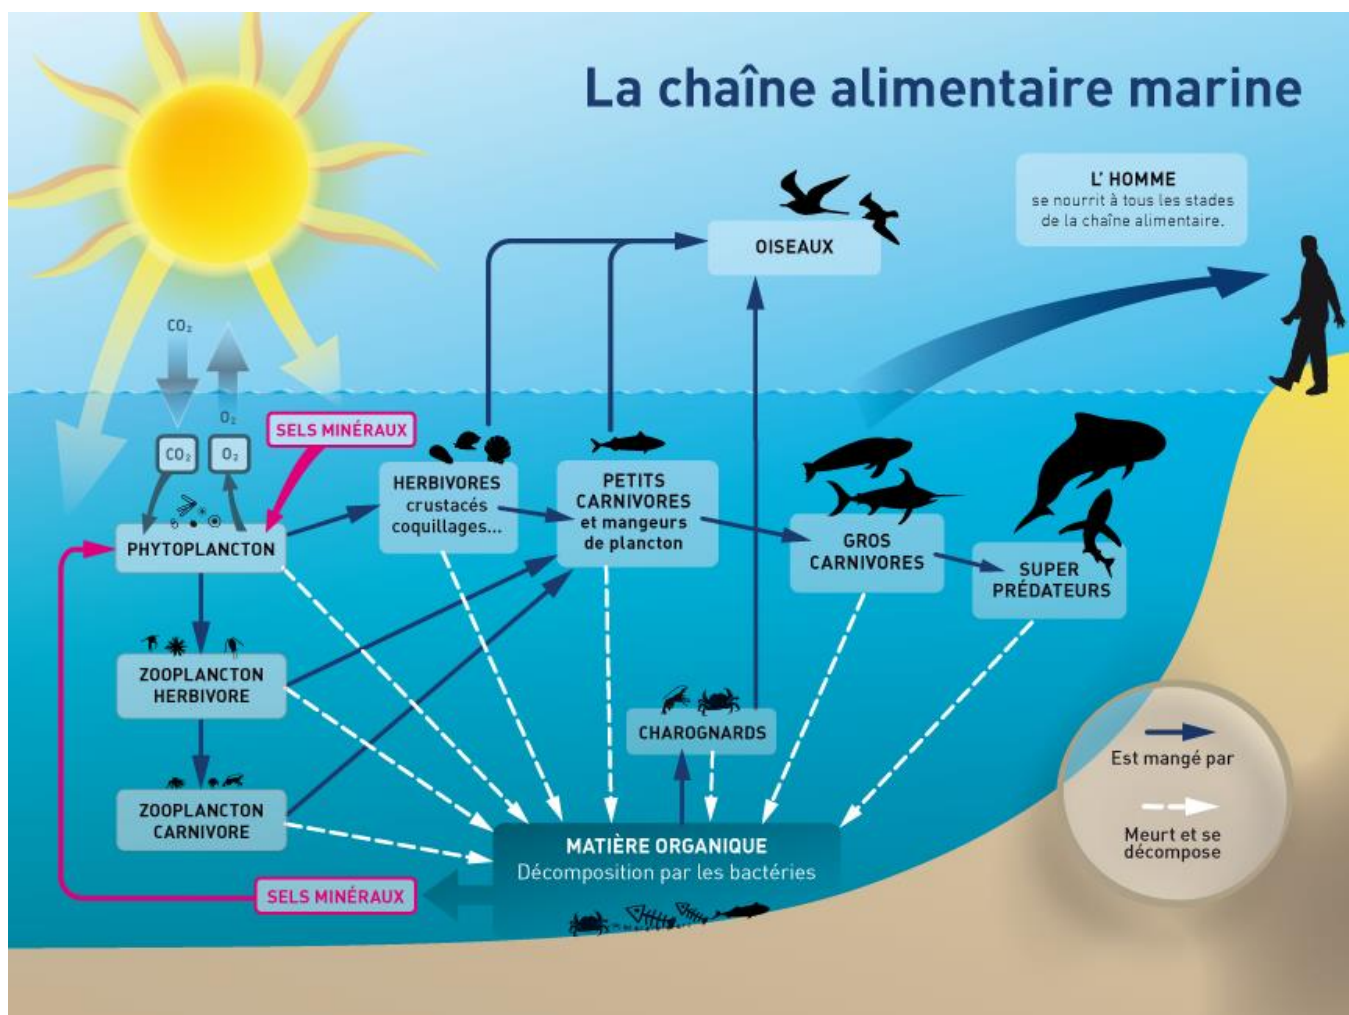 La chaîne alimentaire marine
L' HOMME
se nourrit à tous les stades
de la chaîne alimentaire.
OISEAUX
CO₂
O₂
SELS MINÉRAUX
CO₂
O₂
HERBIVORES
crustacés
coquillages...
PETITS
CARNIVORES
et mangeurs
de plancton
GROS
CARNIVORES
SUPER
PRÉDATEURS
PHYTOPLANCTON
ZOOPLANCTON
HERBIVORE
CHAROGNARDS
ZOOPLANCTON
CARNIVORE
MATIÈRE ORGANIQUE
Décomposition par les bactéries
SELS MINÉRAUX
Est mangé par
Meurt et se
décompose